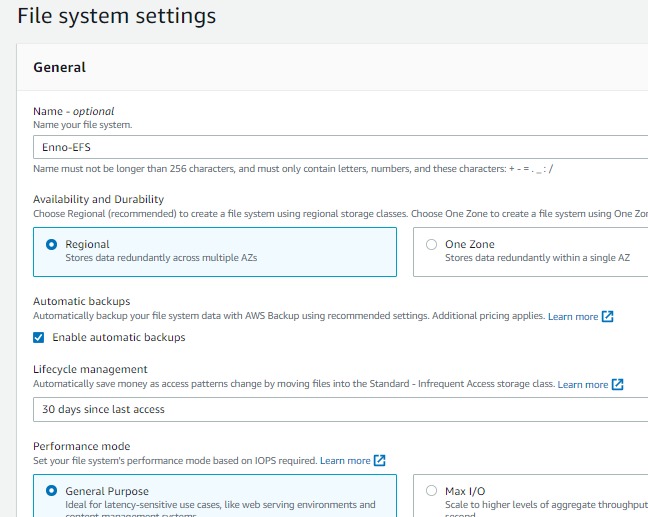 File system settings
General
Name - optional
Name your file system.
Enno-EFS
Name must not be longer than 256 characters, and must only contain letters, numbers, and these characters: + - = . _ : /
Availability and Durability
Choose Regional (recommended) to create a file system using regional storage classes. Choose One Zone to create a file system using One Zon
Regional
Stores data redundantly across multiple AZs
One Zone
Stores data redundantly within a single AZ
Automatic backups
Automatically backup your file system data with AWS Backup using recommended settings. Additional pricing applies. Learn more
Enable automatic backups
Lifecycle management
Automatically save money as access patterns change by moving files into the Standard - Infrequent Access storage class. Learn more
30 days since last access
Performance mode
Set your file system's performance mode based on IOPS required. Learn more
General Purpose
Ideal for latency-sensitive use cases, like web serving environments and
content management systems
Max I/O
Scale to higher levels of aggregate throughput
second